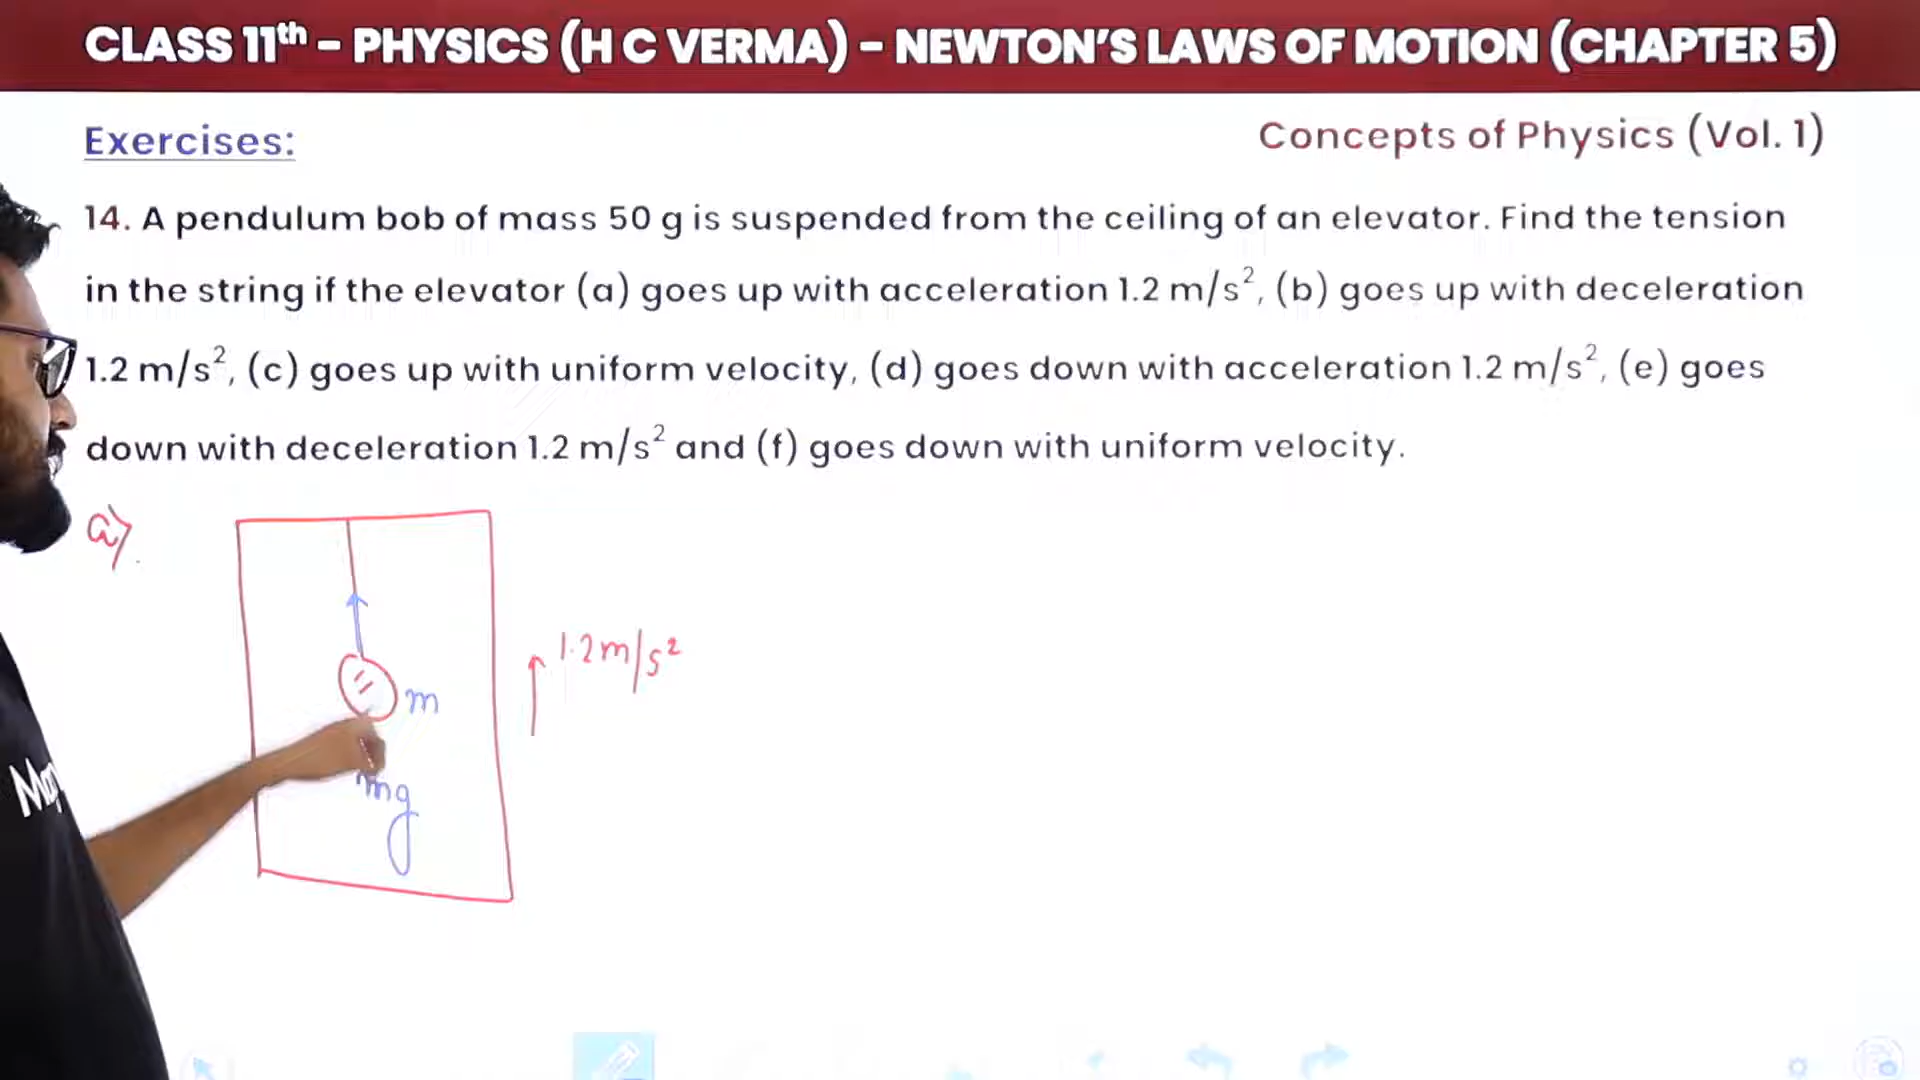 CLASS 11th – PHYSICS (H C VERMA) – NEWTON'S LAWS OF MOTION (CHAPTER 5)
Exercises:
Concepts of Physics (Vol. 1)
14. A pendulum bob of mass 50 g is suspended from the ceiling of an elevator. Find the tension
in the string if the elevator (a) goes up with acceleration 1.2 m/s², (b) goes up with deceleration
1.2 m/s², (c) goes up with uniform velocity, (d) goes down with acceleration 1.2 m/s², (e) goes
down with deceleration 1.2 m/s² and (f) goes down with uniform velocity.
a)
1.2 m/s²
m
mg